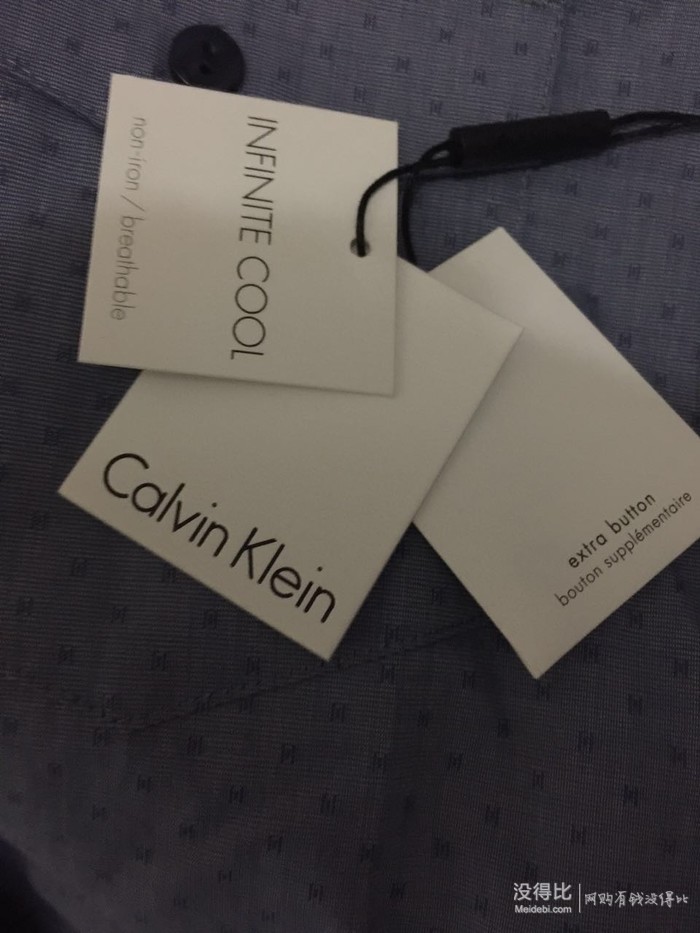 INFINITE COOL
non-iron / breathable
Calvin Klein
extra button
bouton supplémentaire
没得比
Meidebi.com
网购有钱没得比